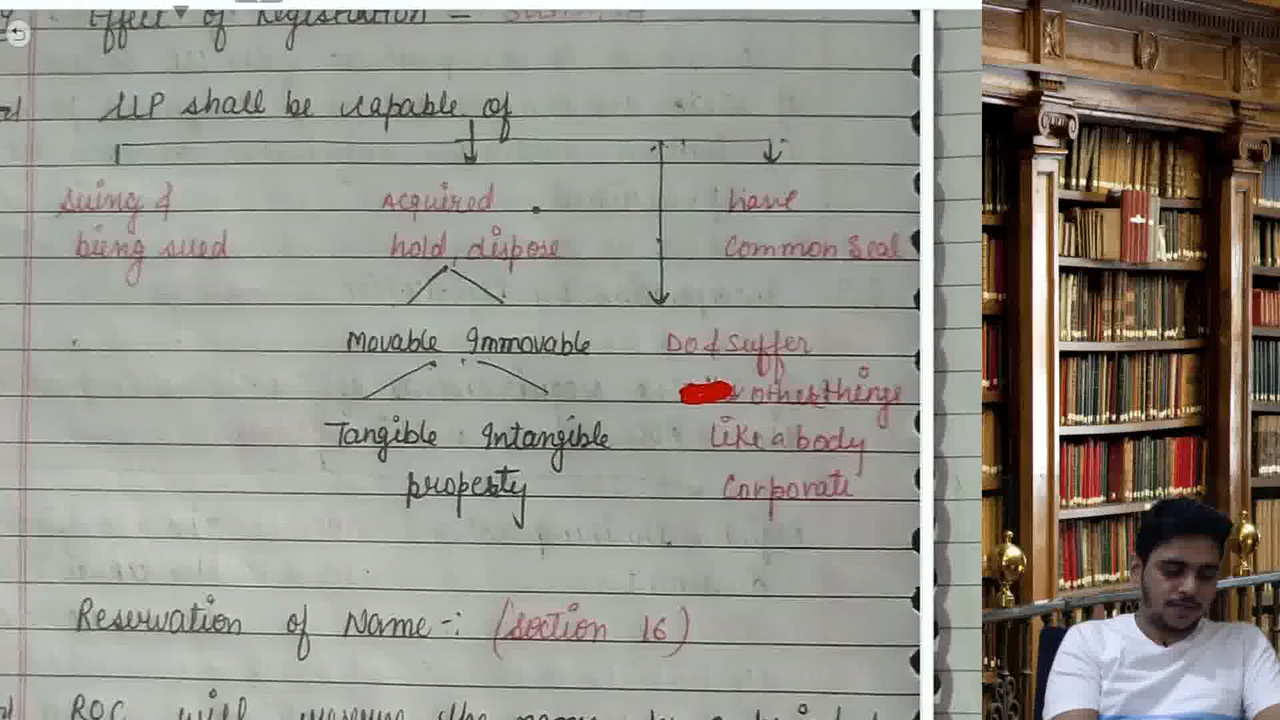 Effect of Registration -
LLP shall be capable of
suing & being sued
Acquired hold, dispose
have Common Seal
Movable Immovable
Tangible Intangible property
Do & suffer
other things
Like a body
Corporate
Reservation of Name -: (section 16)
ROC will